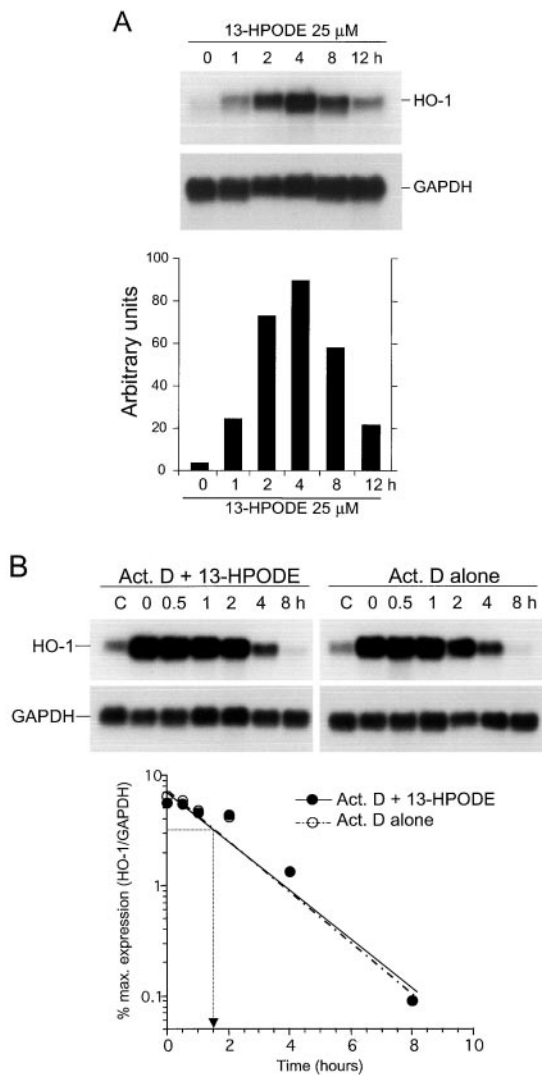 A
13-HPODE 25 µM
0 1 2 4 8 12 h
HO-1
GAPDH
100
80
60
40
20
0
Arbitrary units
0 1 2 4 8 12 h
13-HPODE 25 µM
B
Act. D + 13-HPODE Act. D alone
C 0 0.5 1 2 4 8 h C 0 0.5 1 2 4 8 h
HO-1
GAPDH
10
1
0.1
% max. expression (HO-1/GAPDH)
Act. D + 13-HPODE
Act. D alone
0 2 4 6 8 10
Time (hours)